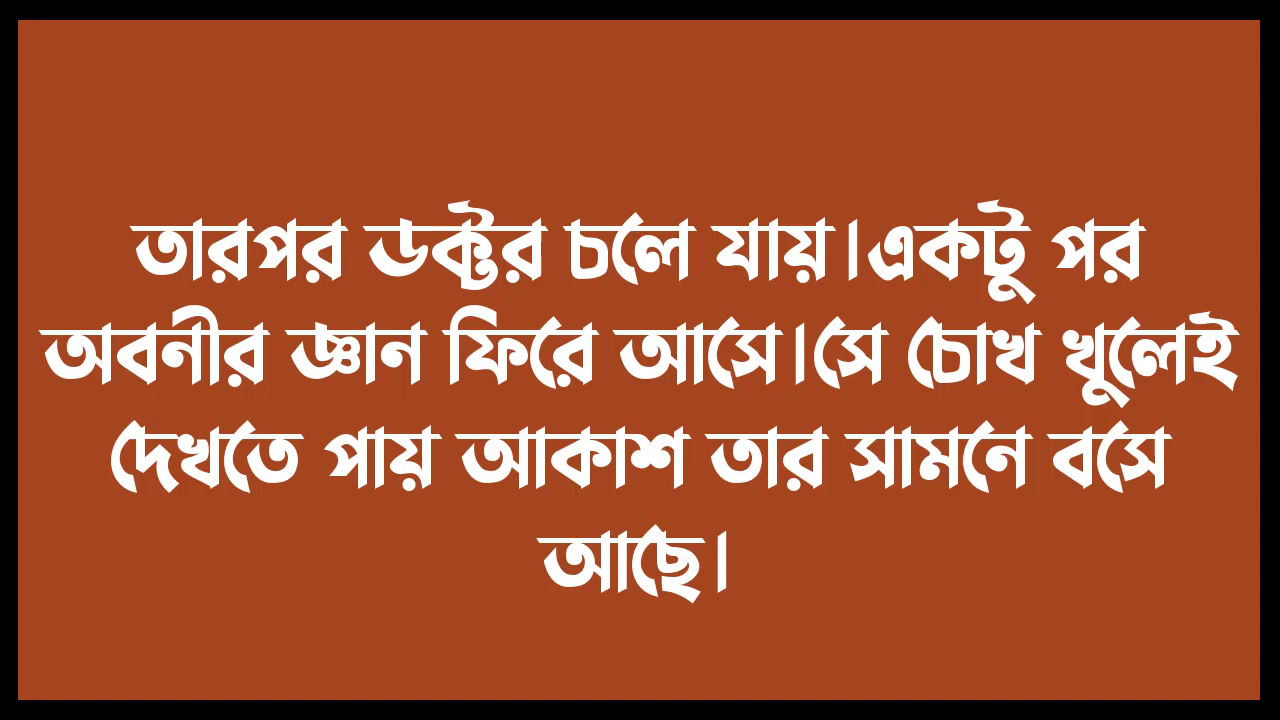 তারপর ডক্টর চলে যায়।একটু পর
অবনীর জ্ঞান ফিরে আসে।সে চোখ খুলেই
দেখতে পায় আকাশ তার সামনে বসে
আছে।